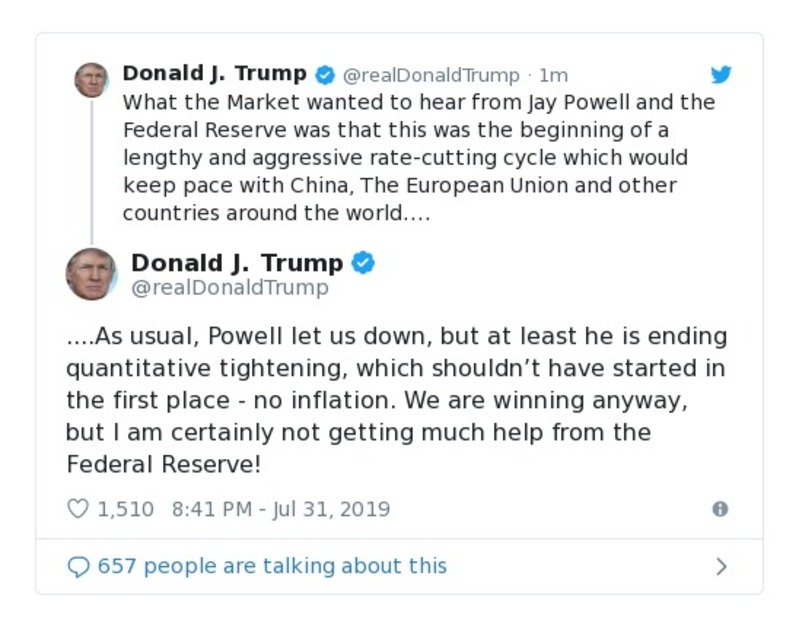 Donald J. Trump @realDonaldTrump · 1m
What the Market wanted to hear from Jay Powell and the
Federal Reserve was that this was the beginning of a
lengthy and aggressive rate-cutting cycle which would
keep pace with China, The European Union and other
countries around the world....
Donald J. Trump
@realDonaldTrump
....As usual, Powell let us down, but at least he is ending
quantitative tightening, which shouldn’t have started in
the first place - no inflation. We are winning anyway,
but I am certainly not getting much help from the
Federal Reserve!
1,510 8:41 PM - Jul 31, 2019
657 people are talking about this